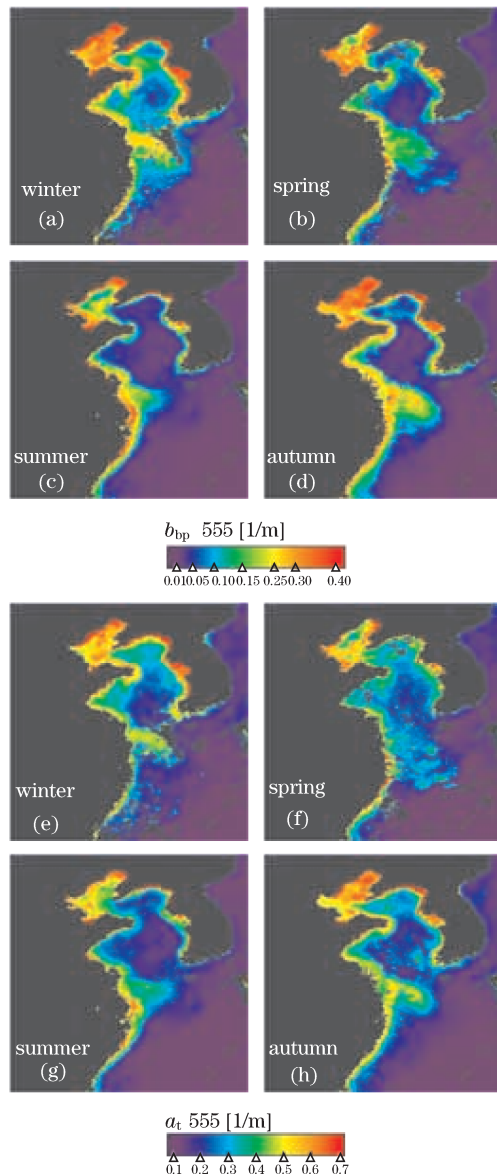 winter
(a)
spring
(b)
summer
(c)
autumn
(d)
b_bp 555 [1/m]
0.01 0.05 0.10 0.15 0.25 0.30 0.40
winter
(e)
spring
(f)
summer
(g)
autumn
(h)
a_t 555 [1/m]
0.1 0.2 0.3 0.4 0.5 0.6 0.7